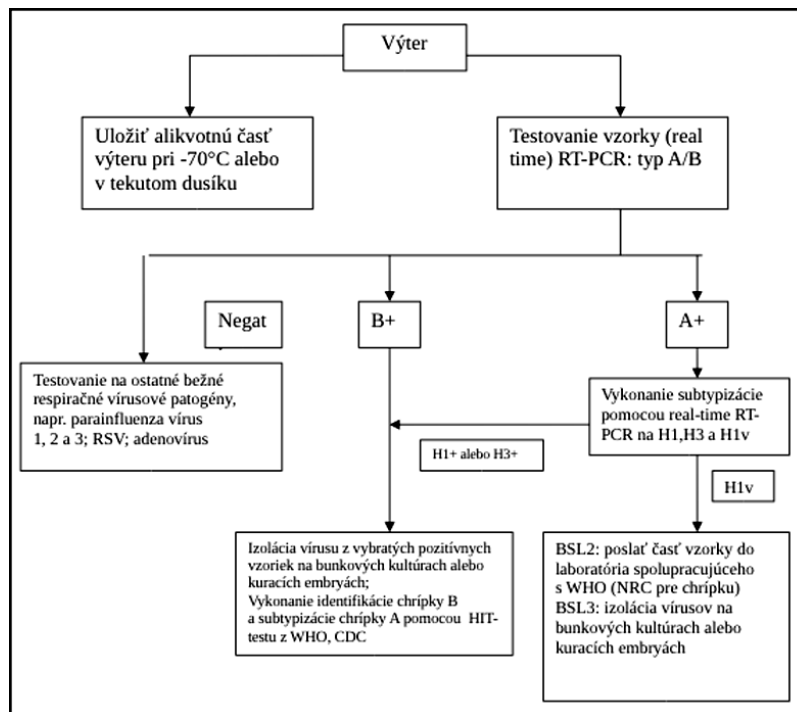 Výter
Uložiť alikvotnú časť
výteru pri -70°C alebo
v tekutom dusíku
Testovanie vzorky (real
time) RT-PCR: typ A/B
Negat
B+
A+
Testovanie na ostatné bežné
respiračné vírusové patogény,
napr. parainfluenza vírus
1, 2 a 3; RSV; adenovírus
Vykonanie subtypizácie
pomocou real-time RT-
PCR na H1,H3 a H1v
H1+ alebo H3+
H1v
Izolácia vírusu z vybratých pozitívnych
vzoriek na bunkových kultúrach alebo
kuracích embryách;
Vykonanie identifikácie chrípky B
a subtypizácie chrípky A pomocou HIT-
testu z WHO, CDC
BSL2: poslať časť vzorky do
laboratória spolupracujúceho
s WHO (NRC pre chrípku)
BSL3: izolácia vírusov na
bunkových kultúrach alebo
kuracích embryách